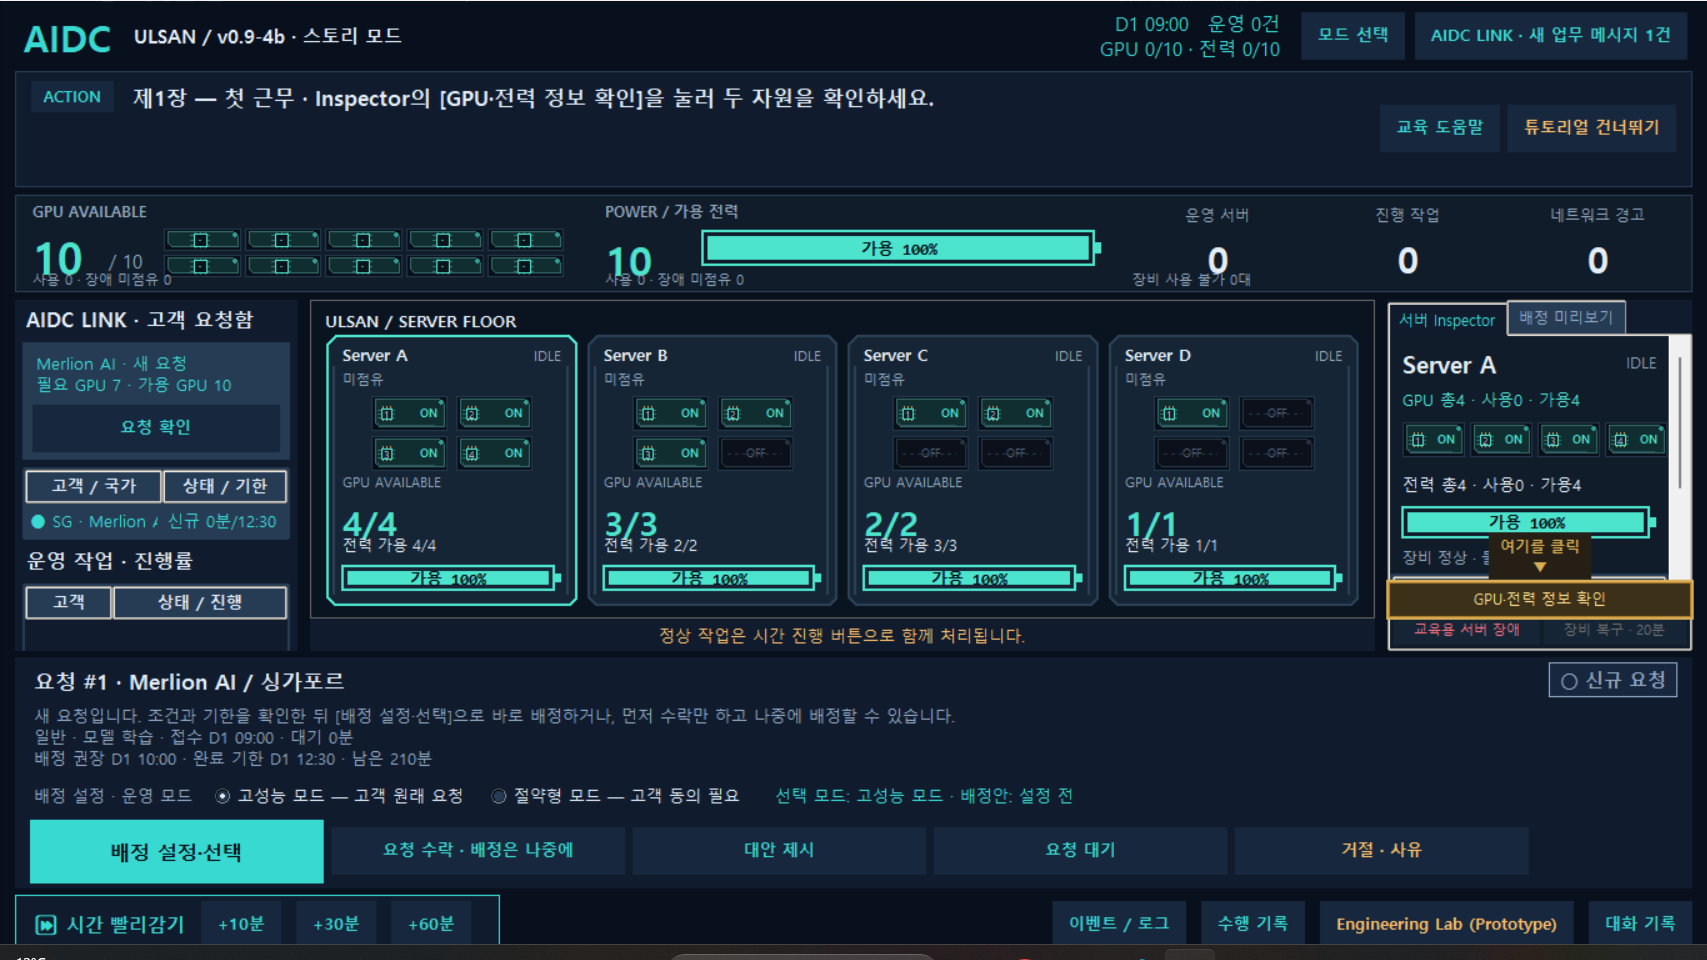 AIDC
ULSAN / v0.9-4b · 스토리 모드
D1 09:00 운영 0건
GPU 0/10 · 전력 0/10
모드 선택
AIDC LINK · 새 업무 메시지 1건
ACTION
제1장 — 첫 근무 · Inspector의 [GPU·전력 정보 확인]을 눌러 두 자원을 확인하세요.
교육 도움말
튜토리얼 건너뛰기
GPU AVAILABLE
10 / 10
사용 0 · 장애 미점유 0
POWER / 가용 전력
10
가용 100%
사용 0 · 장애 미점유 0
운영 서버
0
장비 사용 불가 0대
진행 작업
0
네트워크 경고
0
AIDC LINK · 고객 요청함
Merlion AI · 새 요청
필요 GPU 7 · 가용 GPU 10
요청 확인
고객 / 국가
상태 / 기한
SG · Merlion
신규 0분/12:30
운영 작업 · 진행률
고객
상태 / 진행
ULSAN / SERVER FLOOR
Server A IDLE
미점유
1 ON 2 ON
3 ON 4 ON
GPU AVAILABLE
4/4
전력 가용 4/4
가용 100%
Server B IDLE
미점유
1 ON 2 ON
3 ON OFF
GPU AVAILABLE
3/3
전력 가용 2/2
가용 100%
Server C IDLE
미점유
1 ON 2 ON
OFF OFF
GPU AVAILABLE
2/2
전력 가용 3/3
가용 100%
Server D IDLE
미점유
1 ON OFF
OFF OFF
GPU AVAILABLE
1/1
전력 가용 1/1
가용 100%
정상 작업은 시간 진행 버튼으로 함께 처리됩니다.
서버 Inspector
배정 미리보기
Server A IDLE
GPU 총4 · 사용0 · 가용4
1 ON 2 ON 3 ON 4 ON
전력 총4 · 사용0 · 가용4
가용 100%
장비 정상 ·
여기를 클릭
▼
GPU·전력 정보 확인
교육용 서버 장애
장비 복구 · 20분
요청 #1 · Merlion AI / 싱가포르
○ 신규 요청
새 요청입니다. 조건과 기한을 확인한 뒤 [배정 설정·선택]으로 바로 배정하거나, 먼저 수락만 하고 나중에 배정할 수 있습니다.
일반 · 모델 학습 · 접수 D1 09:00 · 대기 0분
배정 권장 D1 10:00 · 완료 기한 D1 12:30 · 남은 210분
배정 설정 · 운영 모드
고성능 모드 — 고객 원래 요청
절약형 모드 — 고객 동의 필요
선택 모드: 고성능 모드 · 배정안: 설정 전
배정 설정·선택
요청 수락 · 배정은 나중에
대안 제시
요청 대기
거절 · 사유
시간 빨리감기
+10분
+30분
+60분
이벤트 / 로그
수행 기록
Engineering Lab (Prototype)
대화 기록